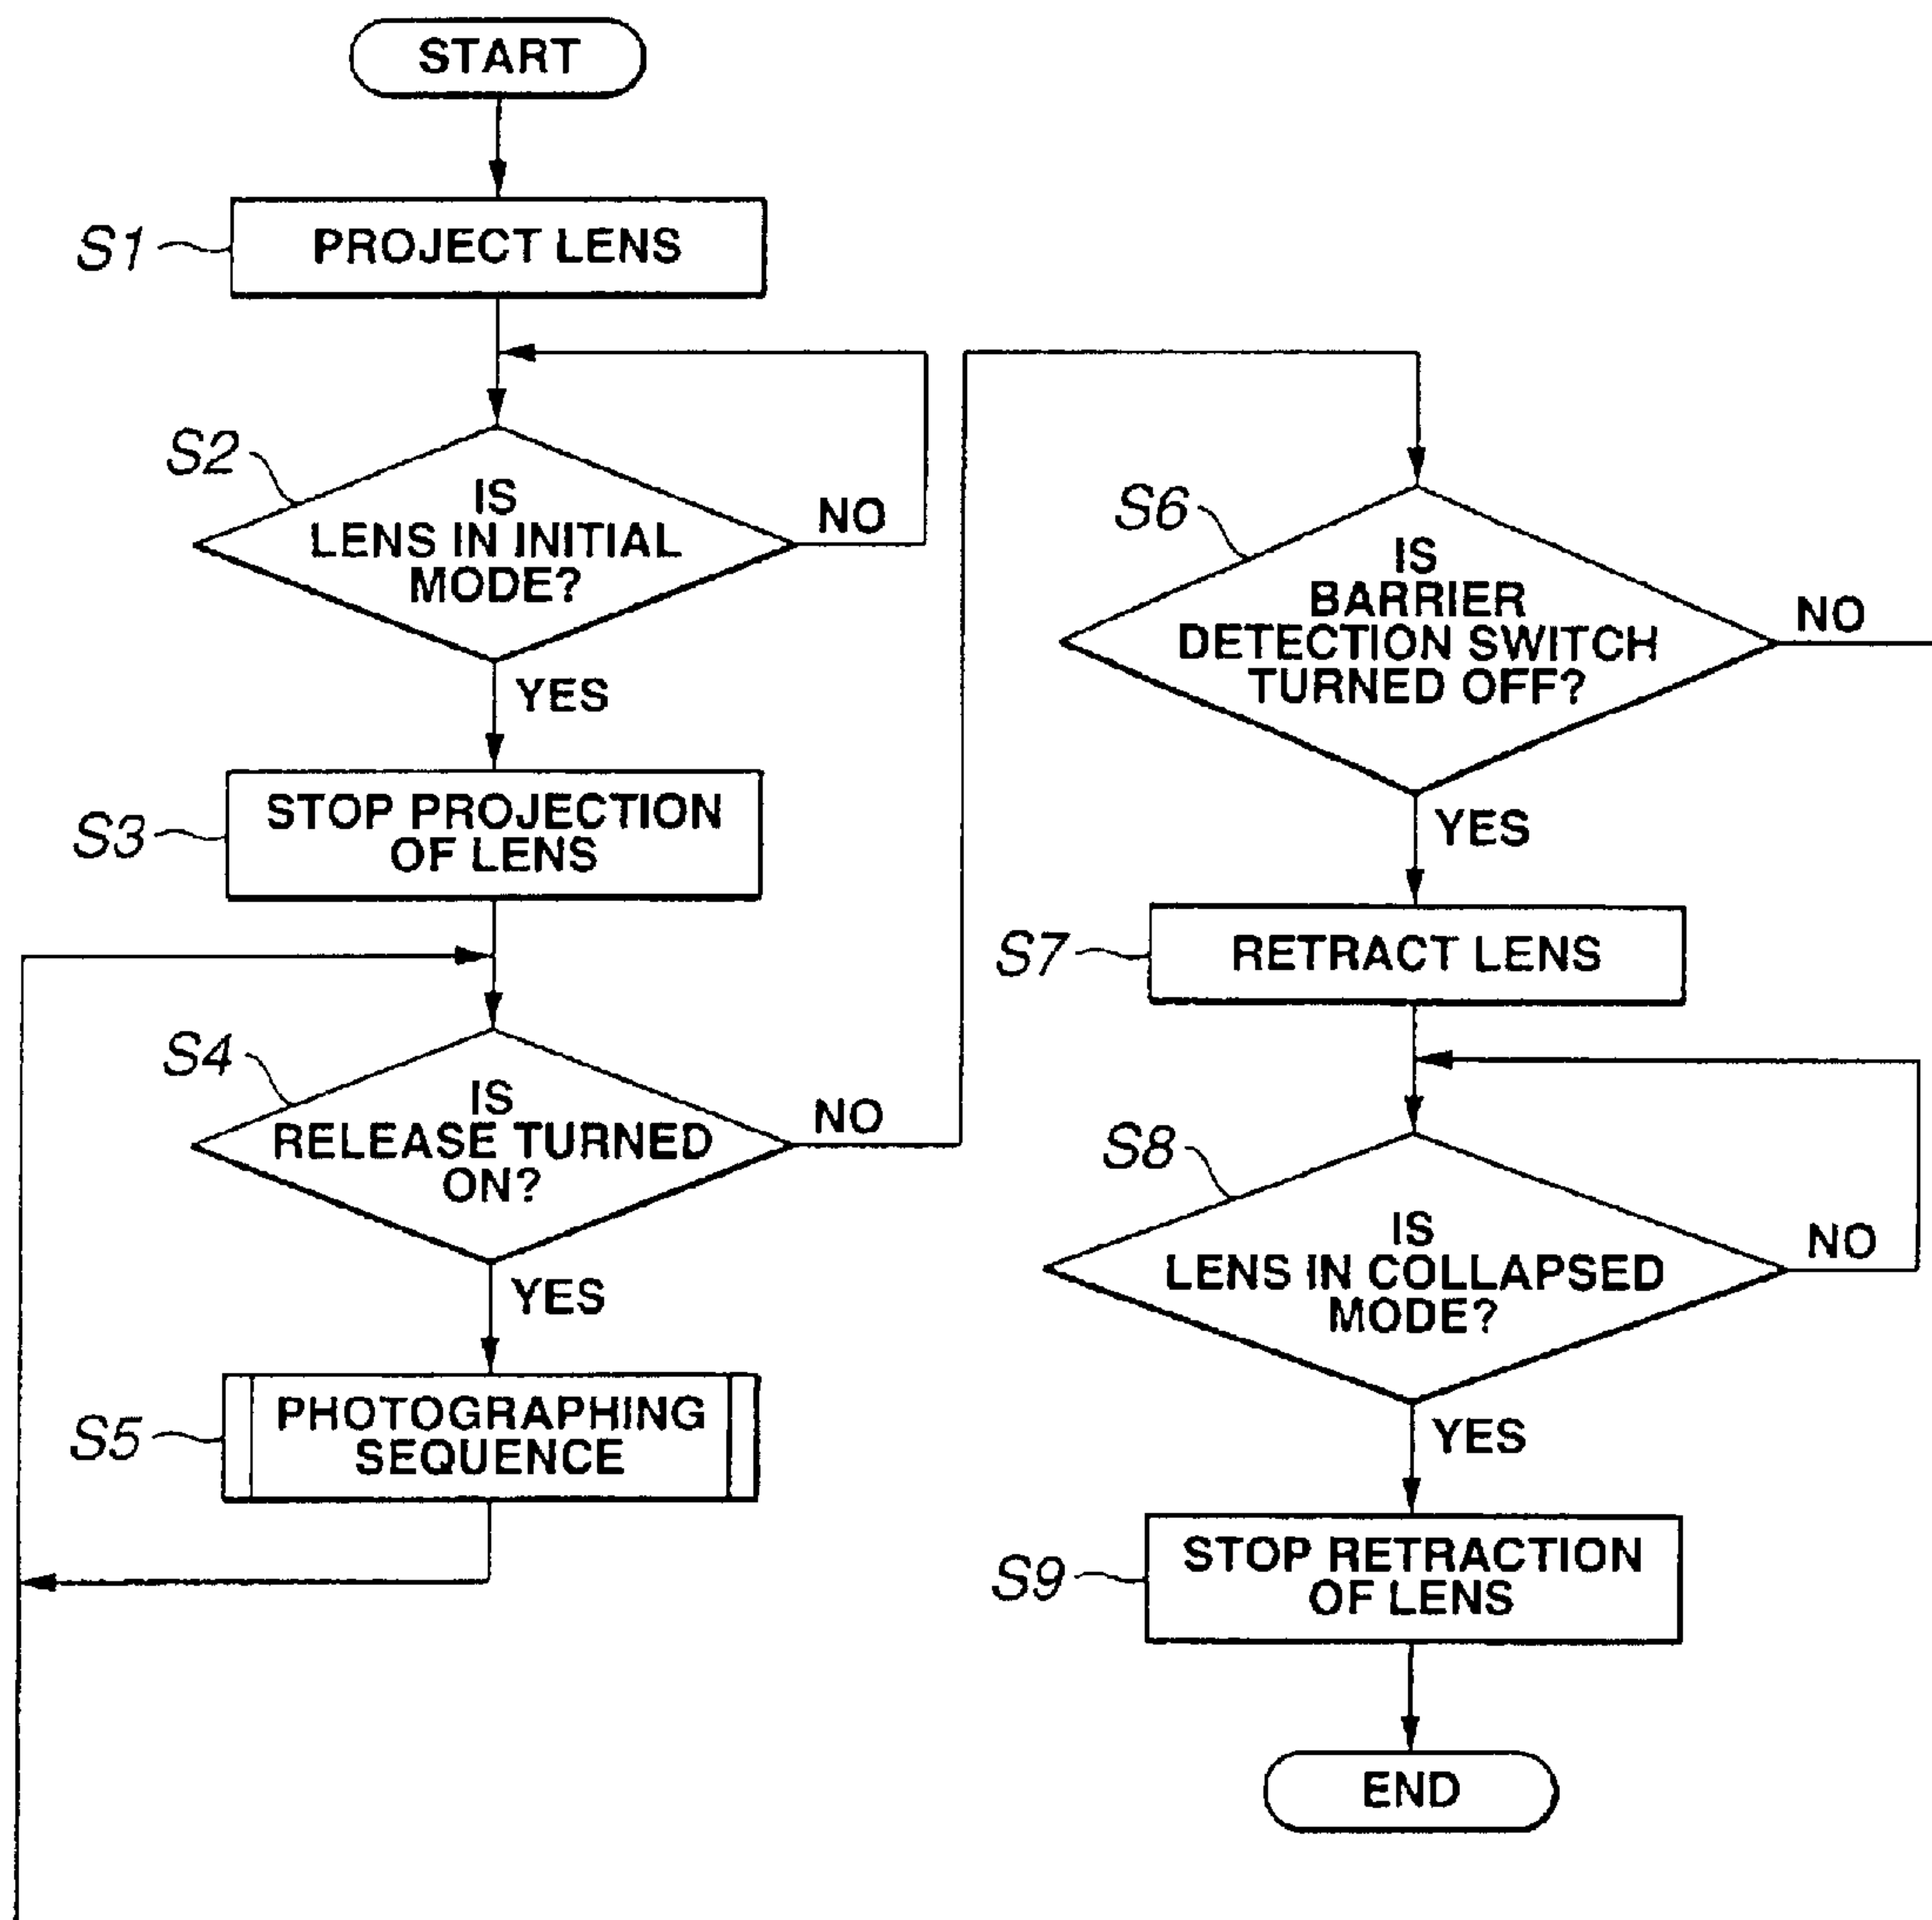 START
S1
PROJECT LENS
S2
IS
LENS IN INITIAL
MODE?
NO
YES
S3
STOP PROJECTION
OF LENS
S4
IS
RELEASE TURNED
ON?
NO
YES
S5
PHOTOGRAPHING
SEQUENCE
S6
IS
BARRIER
DETECTION SWITCH
TURNED OFF?
NO
YES
S7
RETRACT LENS
S8
IS
LENS IN COLLAPSED
MODE?
NO
YES
S9
STOP RETRACTION
OF LENS
END